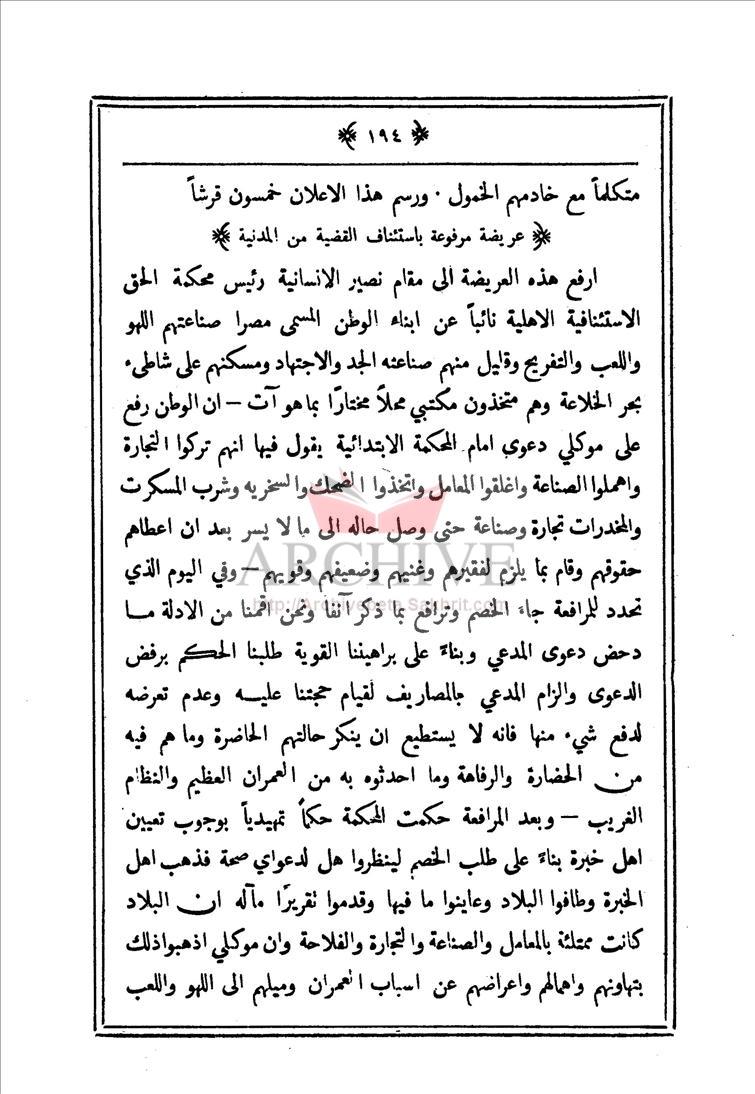 ﴿ ١٩٤ ﴾
متكلماً مع خادمهم الخمول · ورسم هذا الاعلان خمسون قرشاً
﴿ عريضة مرفوعة باستئناف القضية من المدنية ﴾
ارفع هذه العريضة الى مقام نصير الانسانية رئيس محكمة الحق
الاستئنافية الاهلية نائباً عن ابناء الوطن المسمى مصرا صناعتهم اللهو
واللعب والتفريج وقليل منهم صناعته الجد والاجتهاد ومسكنهم على شاطىء
بحر الخلاعة وهم متخذون مكتبي محلاً مختارًا بما هو آت — ان الوطن رفع
على موكلي دعوى امام المحكمة الابتدائية يقول فيها انهم تركوا التجارة
واهملوا الصناعة واغلقوا المعامل واتخذوا الضحك والسخريه وشرب المسكرت
والمخدرات تجارة وصناعة حتى وصل حاله الى ما لا يسر بعد ان اعطاهم
حقوقهم وقام بما يلزم لفقيرهم وغنيهم وضعيفهم وقويهم — وفي اليوم الذي
تحدد للمرافعة جاء الخصم وترافع بما ذكر آنفا ونحن اقمنا من الادلة ما
دحض دعوى المدعي وبناءً على براهيننا القوية طلبنا الحكم برفض
الدعوى والزام المدعي بالمصاريف لقيام حجتنا عليه وعدم تعرضه
لدفع شيء منها فانه لا يستطيع ان ينكر حالتهم الحاضرة وما هم فيه
من الحضارة والرفاهة وما احدثوه به من العمران العظيم والنظام
الغريب — وبعد المرافعة حكمت المحكمة حكماً تمهيدياً بوجوب تعيين
اهل خبرة بناءً على طلب الخصم لينظروا هل لدعواي صحة فذهب اهل
الخبرة وطافوا البلاد وعاينوا ما فيها وقدموا تقريرًا مآله ان البلاد
كانت ممتلئة بالمعامل والصناعة والتجارة والفلاحة وان موكلي اذهبوا ذلك
بتهاونهم واهمالهم واعراضهم عن اسباب العمران وميلهم الى اللهو واللعب
ARCHIVE
http://Archivebeta.Sakhrit.com